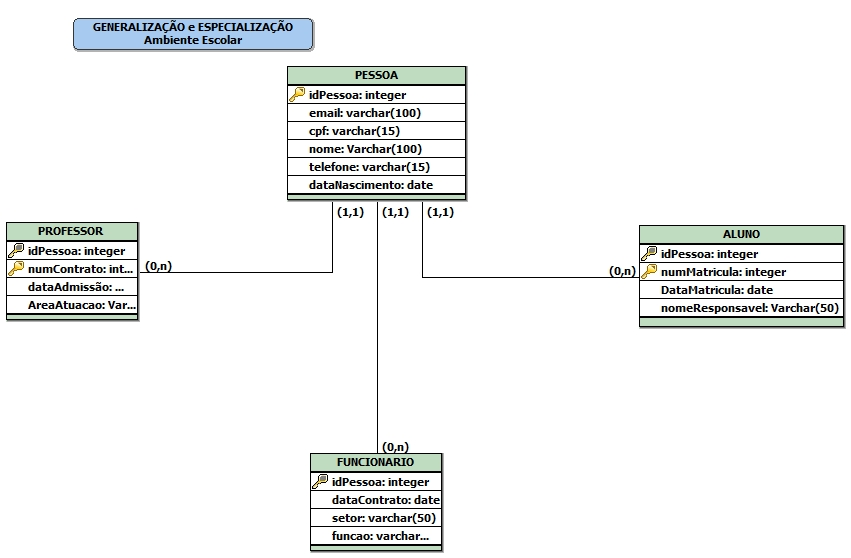 GENERALIZAÇÃO e ESPECIALIZAÇÃO
Ambiente Escolar
PESSOA
idPessoa: integer
email: varchar(100)
cpf: varchar(15)
nome: Varchar(100)
telefone: varchar(15)
dataNascimento: date
(1,1)
(1,1)
(1,1)
PROFESSOR
idPessoa: integer
numContrato: int...
dataAdmissão: ...
AreaAtuacao: Var...
(0,n)
ALUNO
idPessoa: integer
numMatricula: integer
DataMatricula: date
nomeResponsavel: Varchar(50)
(0,n)
(0,n)
FUNCIONARIO
idPessoa: integer
dataContrato: date
setor: varchar(50)
funcao: varchar...